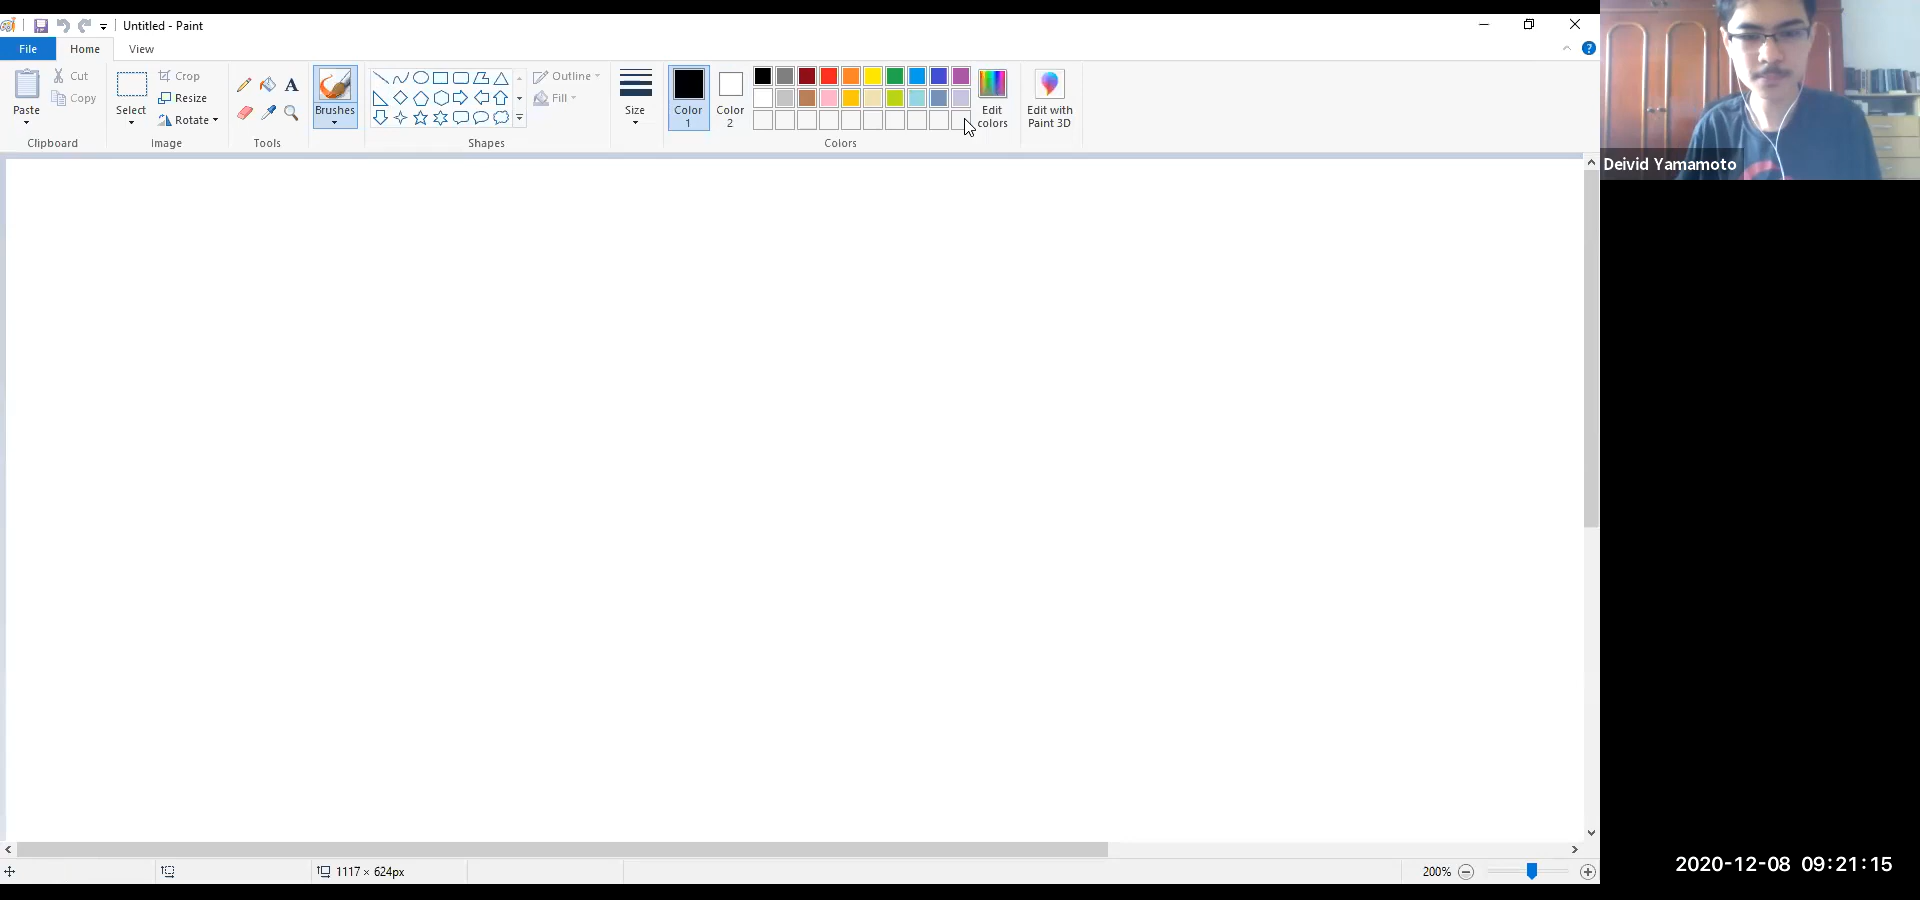 Untitled - Paint
File Home View
Paste
Cut
Copy
Clipboard
Select
Crop
Resize
Rotate
Image
A
Tools
Brushes
Shapes
Outline
Fill
Size
Color 1
Color 2
Colors
Edit colors
Edit with Paint 3D
?
Deivid Yamamoto
1117 × 624px
200%
2020-12-08 09:21:15